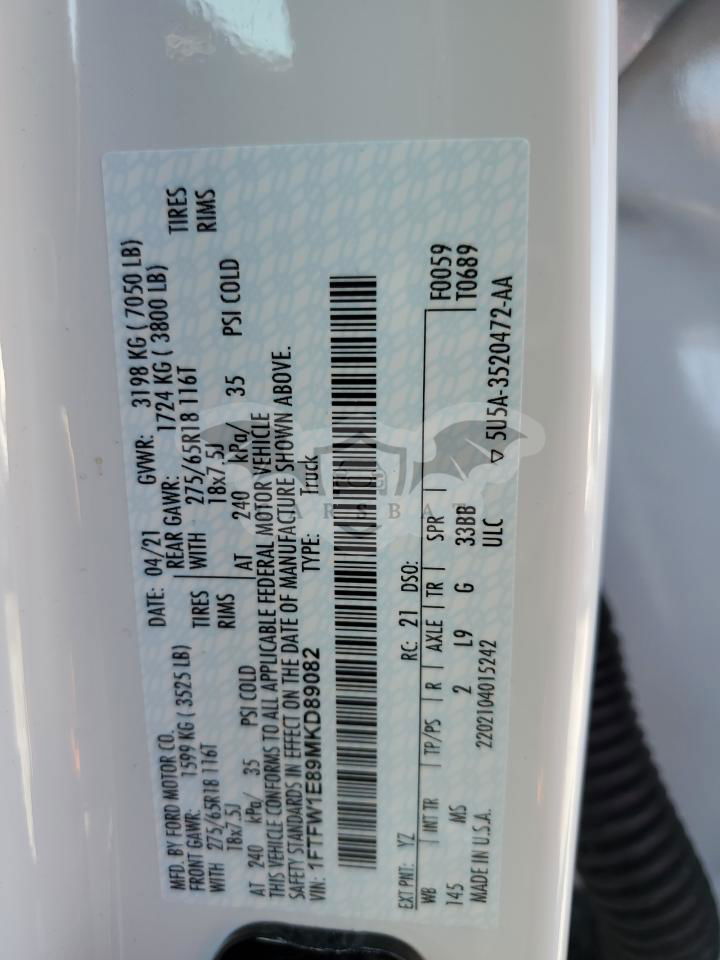 MFD. BY FORD MOTOR CO.
DATE: 04/21 GVWR: 3198 KG ( 7050 LB)
FRONT GAWR: 1599 KG ( 3525 LB) REAR GAWR: 1724 KG ( 3800 LB)
WITH 275/65R18 116T TIRES WITH 275/65R18 116T TIRES
18x7.5J RIMS 18x7.5J RIMS
AT 240 kPa/ 35 PSI COLD AT 240 kPa/ 35 PSI COLD
THIS VEHICLE CONFORMS TO ALL APPLICABLE FEDERAL MOTOR VEHICLE
SAFETY STANDARDS IN EFFECT ON THE DATE OF MANUFACTURE SHOWN ABOVE.
VIN: 1FTFW1E89MKD89082 TYPE: Truck
EXT PNT: YZ RC: 21 DSO: F0059
WB INT TR TP/PS R AXLE TR SPR T0689
145 MS 2 L9 G 33BB
MADE IN U.S.A. 2202104015242 ULC
5U5A-3520472-AA